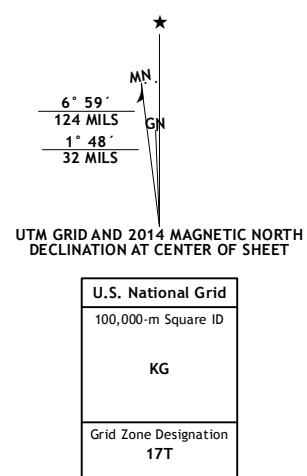 ★
MN
6° 59´
124 MILS
GN
1° 48´
32 MILS
UTM GRID AND 2014 MAGNETIC NORTH
DECLINATION AT CENTER OF SHEET
U.S. National Grid
100,000-m Square ID
KG
Grid Zone Designation
17T